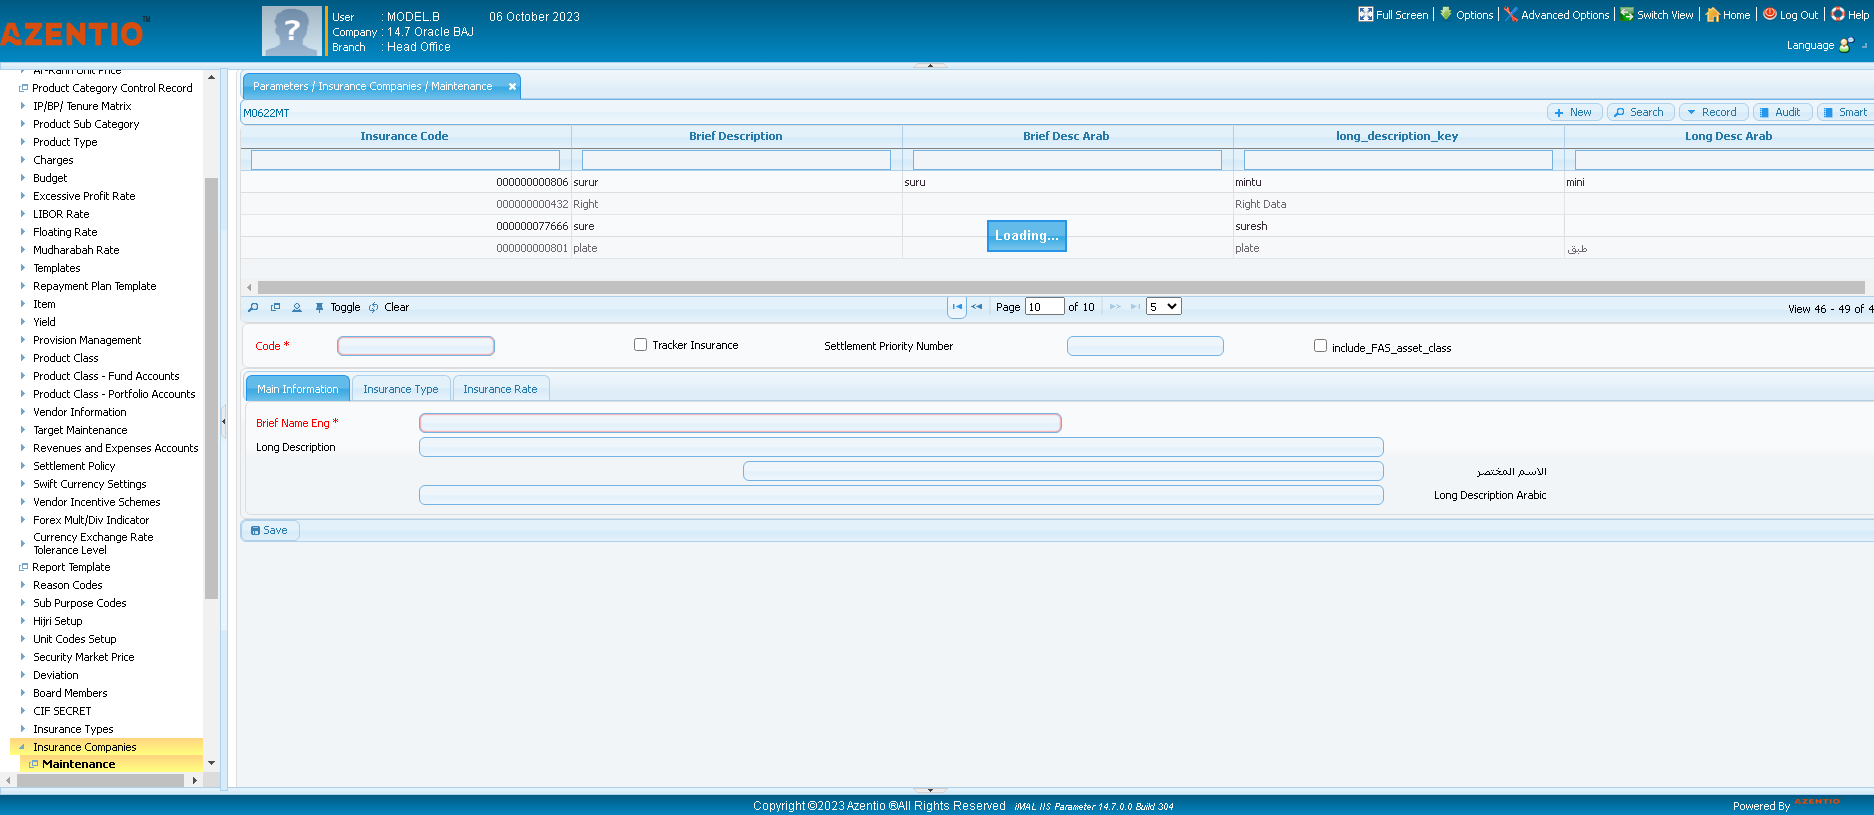 AZENTIO™
User : MODEL.B 06 October 2023
Company : 14.7 Oracle BAJ
Branch : Head Office
Full Screen Options Advanced Options Switch View Home Log Out Help
Language
Ar-Rahn Unit Price
Product Category Control Record
IP/BP/ Tenure Matrix
Product Sub Category
Product Type
Charges
Budget
Excessive Profit Rate
LIBOR Rate
Floating Rate
Mudharabah Rate
Templates
Repayment Plan Template
Item
Yield
Provision Management
Product Class
Product Class - Fund Accounts
Product Class - Portfolio Accounts
Vendor Information
Target Maintenance
Revenues and Expenses Accounts
Settlement Policy
Swift Currency Settings
Vendor Incentive Schemes
Forex Mult/Div Indicator
Currency Exchange Rate
Tolerance Level
Report Template
Reason Codes
Sub Purpose Codes
Hijri Setup
Unit Codes Setup
Security Market Price
Deviation
Board Members
CIF SECRET
Insurance Types
Insurance Companies
Maintenance
Parameters / Insurance Companies / Maintenance
M0622MT
New Search Record Audit Smart
Insurance Code Brief Description Brief Desc Arab long_description_key Long Desc Arab
000000000806 surur suru mintu mini
000000000432 Right Right Data
000000077666 sure suresh
000000000801 plate plate طبق
Loading...
Toggle Clear
Page 10 of 10 5
View 46 - 49 of 4
Code * Tracker Insurance Settlement Priority Number include_FAS_asset_class
Main Information Insurance Type Insurance Rate
Brief Name Eng *
Long Description
الاسم المختصر
Long Description Arabic
Save
Copyright ©2023 Azentio ®All Rights Reserved iMAL IIS Parameter 14.7.0.0 Build 304
Powered By AZENTIO